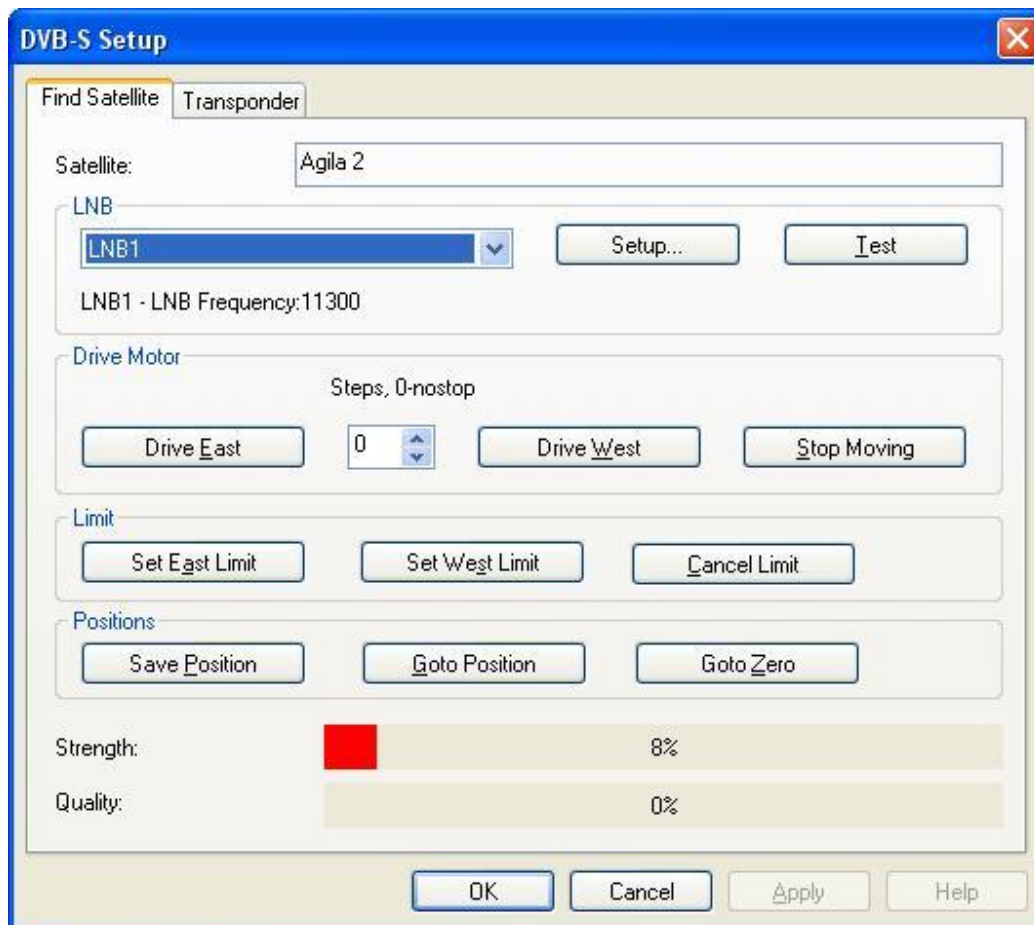 DVB-S Setup
Find Satellite Transponder
Satellite: Agila 2
LNB
LNB1 Setup... Test
LNB1 - LNB Frequency:11300
Drive Motor
Steps, 0-nostop
Drive East 0 Drive West Stop Moving
Limit
Set East Limit Set West Limit Cancel Limit
Positions
Save Position Goto Position Goto Zero
Strength: 8%
Quality: 0%
OK Cancel Apply Help